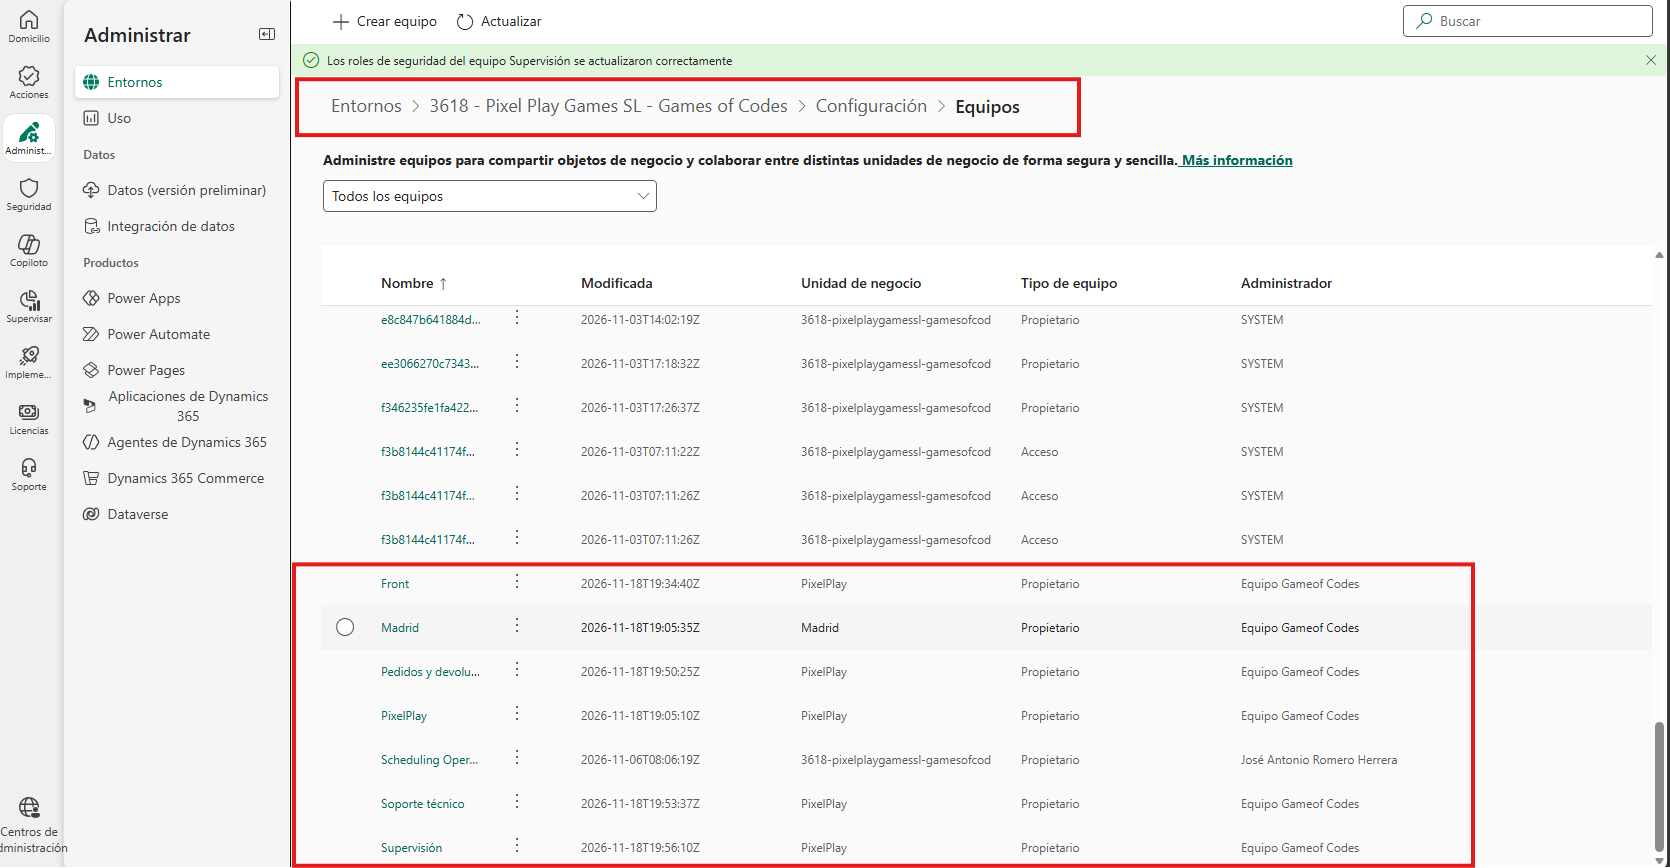 Domicilio
Acciones
Administ...
Seguridad
Copiloto
Supervisar
Impleme...
Licencias
Soporte
Centros de
dministración
Administrar
Entornos
Uso
Datos
Datos (versión preliminar)
Integración de datos
Productos
Power Apps
Power Automate
Power Pages
Aplicaciones de Dynamics
365
Agentes de Dynamics 365
Dynamics 365 Commerce
Dataverse
Crear equipo Actualizar Buscar
Los roles de seguridad del equipo Supervisión se actualizaron correctamente
Entornos > 3618 - Pixel Play Games SL - Games of Codes > Configuración > Equipos
Administre equipos para compartir objetos de negocio y colaborar entre distintas unidades de negocio de forma segura y sencilla. Más información
Todos los equipos
Nombre ↑ Modificada Unidad de negocio Tipo de equipo Administrador
e8c847b641884d... 2026-11-03T14:02:19Z 3618-pixelplaygamessl-gamesofcod Propietario SYSTEM
ee3066270c7343... 2026-11-03T17:18:32Z 3618-pixelplaygamessl-gamesofcod Propietario SYSTEM
f346235fe1fa422... 2026-11-03T17:26:37Z 3618-pixelplaygamessl-gamesofcod Propietario SYSTEM
f3b8144c41174f... 2026-11-03T07:11:22Z 3618-pixelplaygamessl-gamesofcod Acceso SYSTEM
f3b8144c41174f... 2026-11-03T07:11:26Z 3618-pixelplaygamessl-gamesofcod Acceso SYSTEM
f3b8144c41174f... 2026-11-03T07:11:26Z 3618-pixelplaygamessl-gamesofcod Acceso SYSTEM
Front 2026-11-18T19:34:40Z PixelPlay Propietario Equipo Gameof Codes
Madrid 2026-11-18T19:05:35Z Madrid Propietario Equipo Gameof Codes
Pedidos y devolu... 2026-11-18T19:50:25Z PixelPlay Propietario Equipo Gameof Codes
PixelPlay 2026-11-18T19:05:10Z PixelPlay Propietario Equipo Gameof Codes
Scheduling Oper... 2026-11-06T08:06:19Z 3618-pixelplaygamessl-gamesofcod Propietario José Antonio Romero Herrera
Soporte técnico 2026-11-18T19:53:37Z PixelPlay Propietario Equipo Gameof Codes
Supervisión 2026-11-18T19:56:10Z PixelPlay Propietario Equipo Gameof Codes